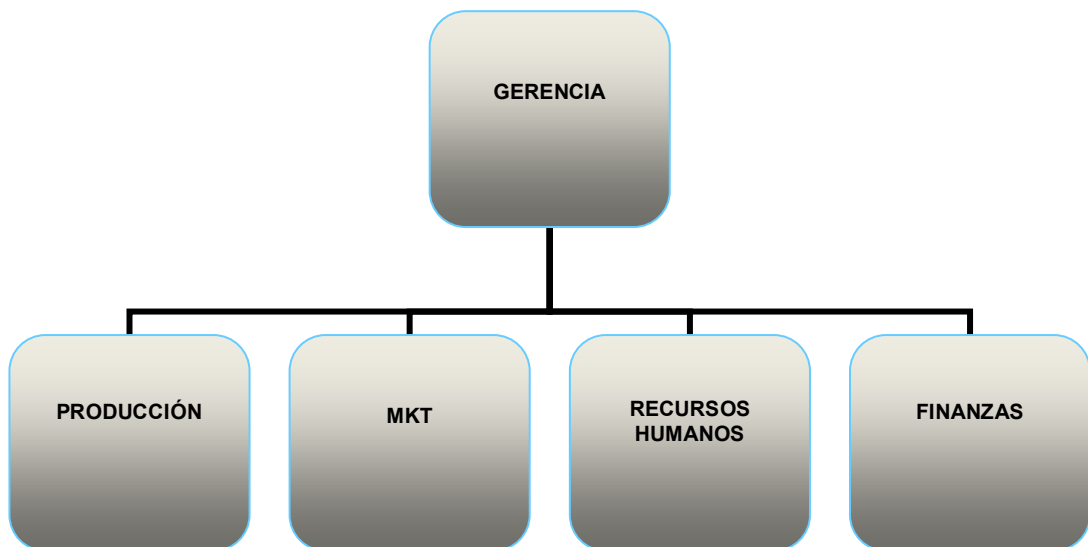 GERENCIA
PRODUCCIÓN
MKT
RECURSOS
HUMANOS
FINANZAS